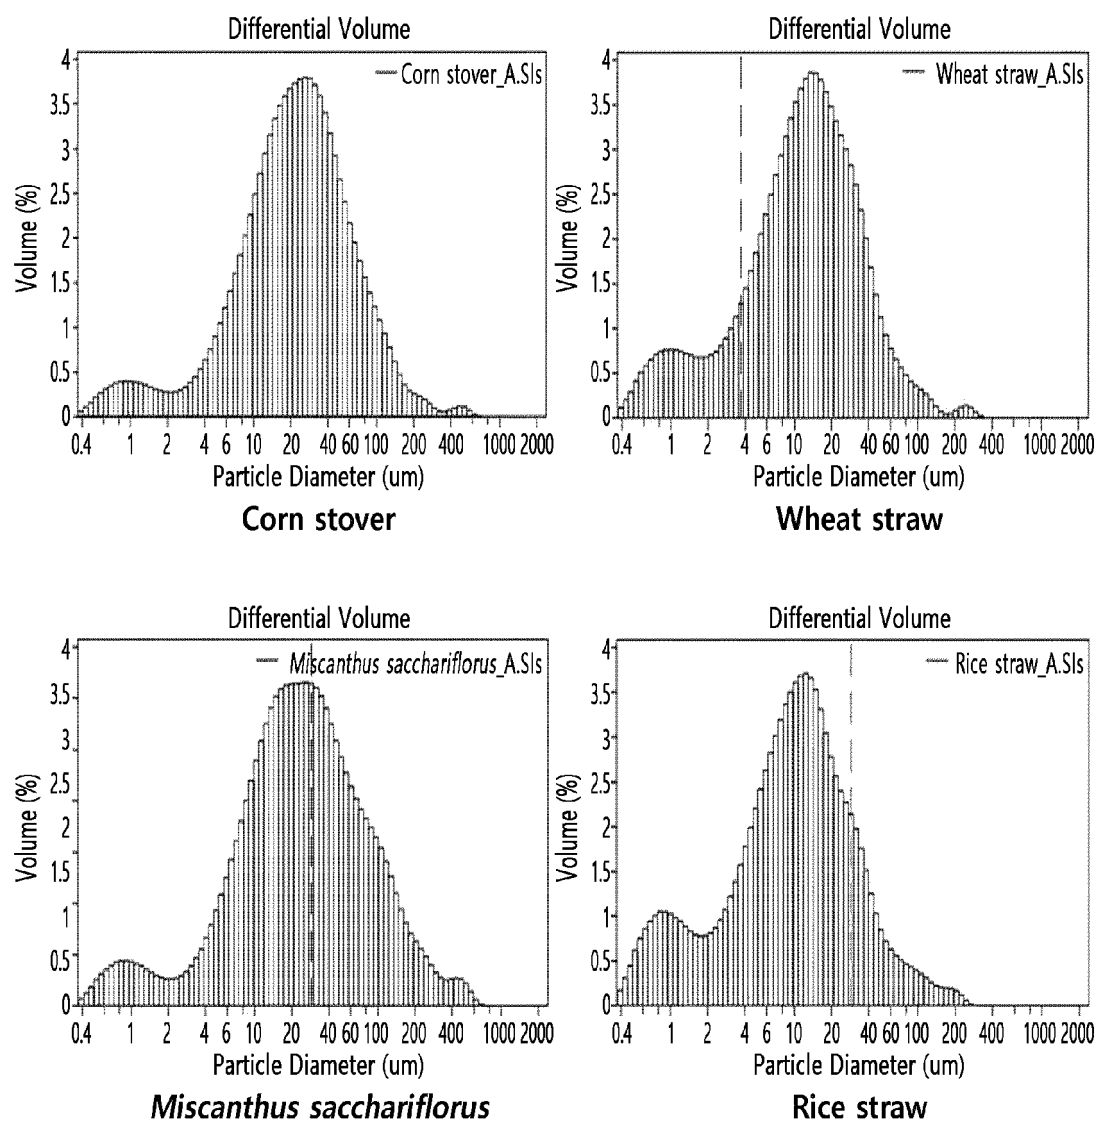 Differential Volume
Corn stover_A.SIs
Volume (%)
4
3.5
3
2.5
2
1.5
1
0.5
0
0.4 1 2 4 6 10 20 40 60 100 200 400 1000 2000
Particle Diameter (um)
Corn stover
Differential Volume
Wheat straw_A.SIs
Volume (%)
4
3.5
3
2.5
2
1.5
1
0.5
0
0.4 1 2 4 6 10 20 40 60 100 200 400 1000 2000
Particle Diameter (um)
Wheat straw
Differential Volume
Miscanthus sacchariflorus_A.SIs
Volume (%)
4
3.5
3
2.5
2
1.5
1
0.5
0
0.4 1 2 4 6 10 20 40 60 100 200 400 1000 2000
Particle Diameter (um)
Miscanthus sacchariflorus
Differential Volume
Rice straw_A.SIs
Volume (%)
4
3.5
3
2.5
2
1.5
1
0.5
0
0.4 1 2 4 6 10 20 40 60 100 200 400 1000 2000
Particle Diameter (um)
Rice straw